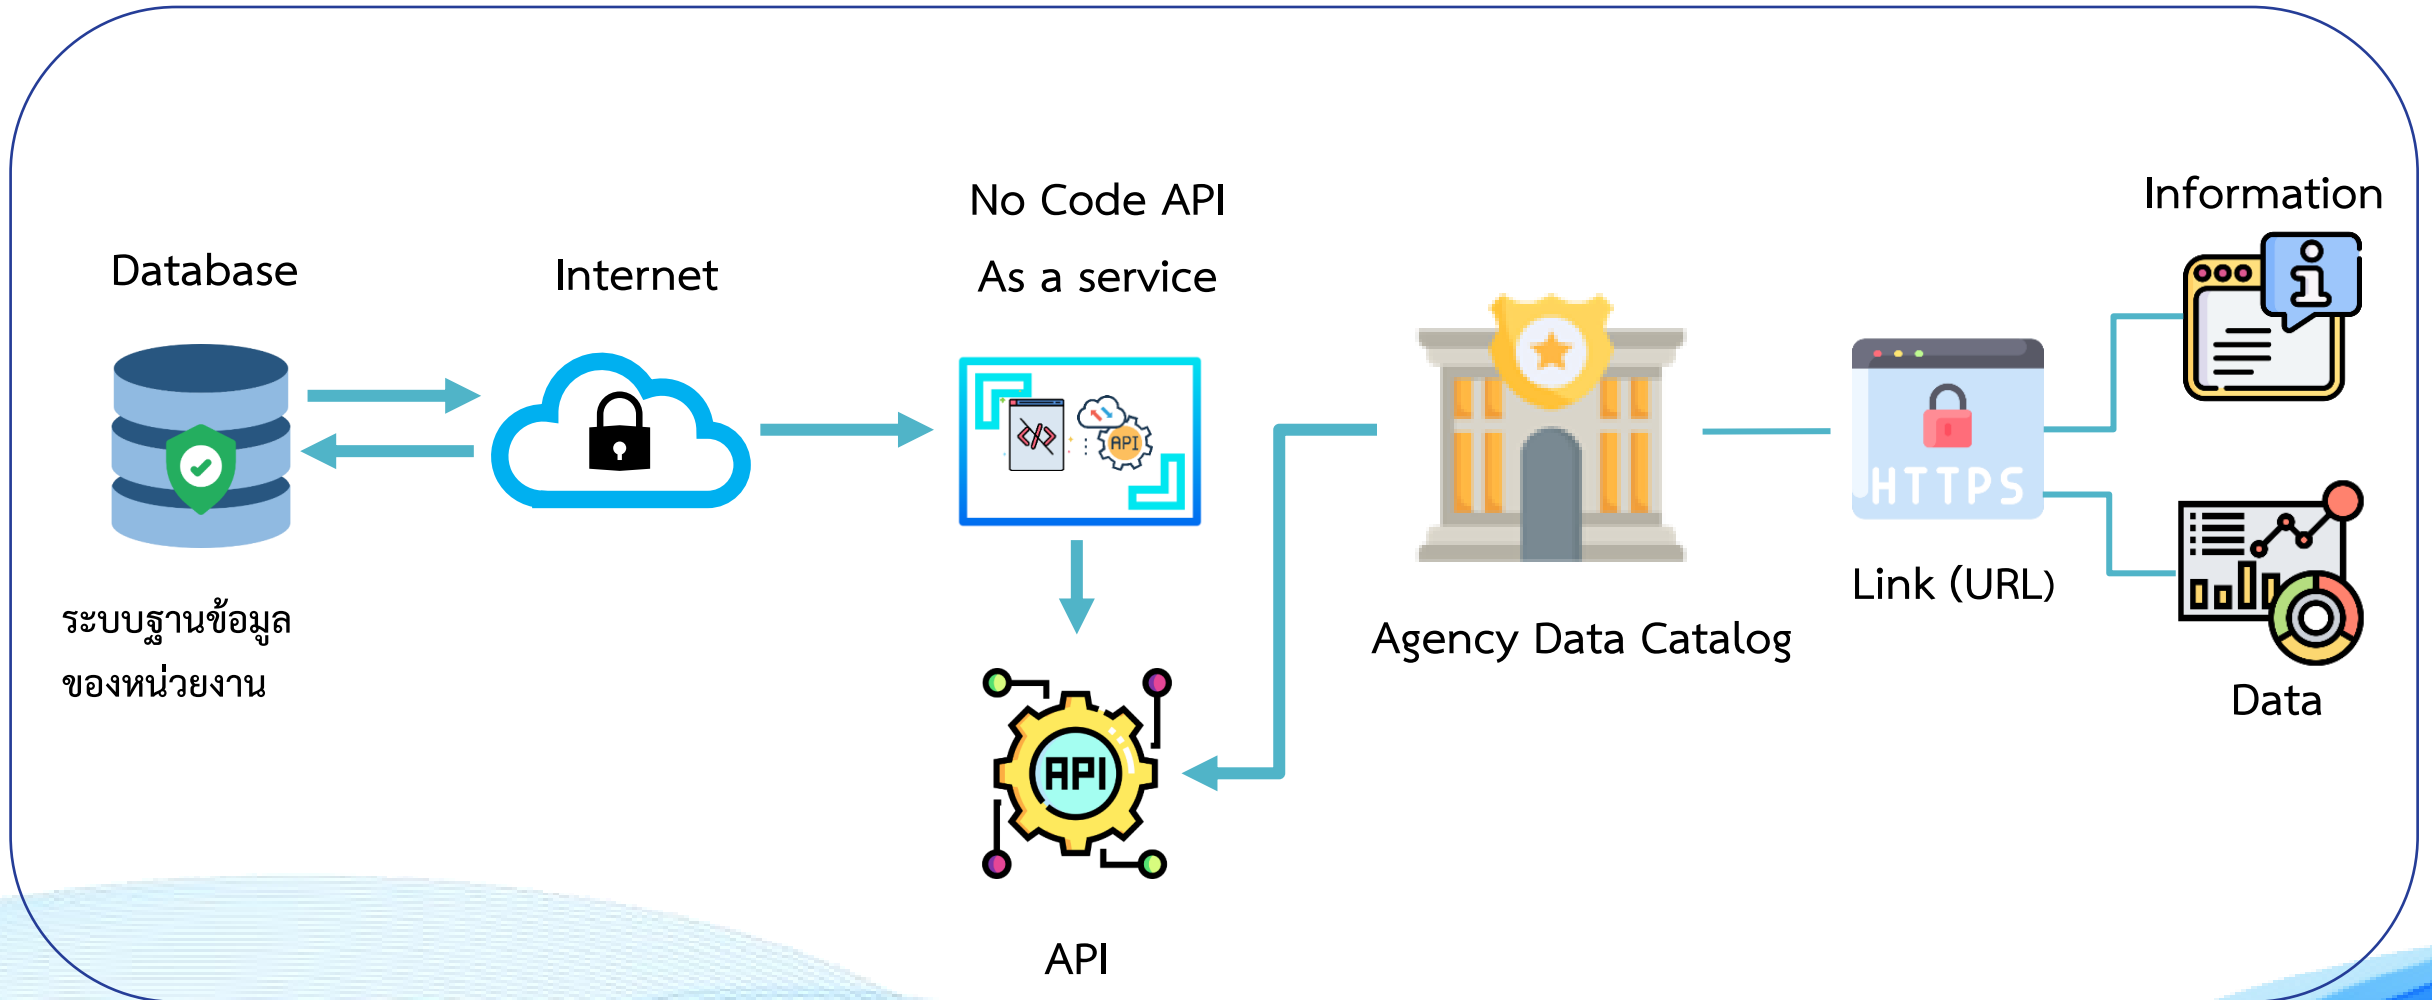 Database
ระบบฐานข้อมูล
ของหน่วยงาน
Internet
No Code API
As a service
</>
API
API
API
Agency Data Catalog
HTTPS
Link (URL)
Information
i
Data